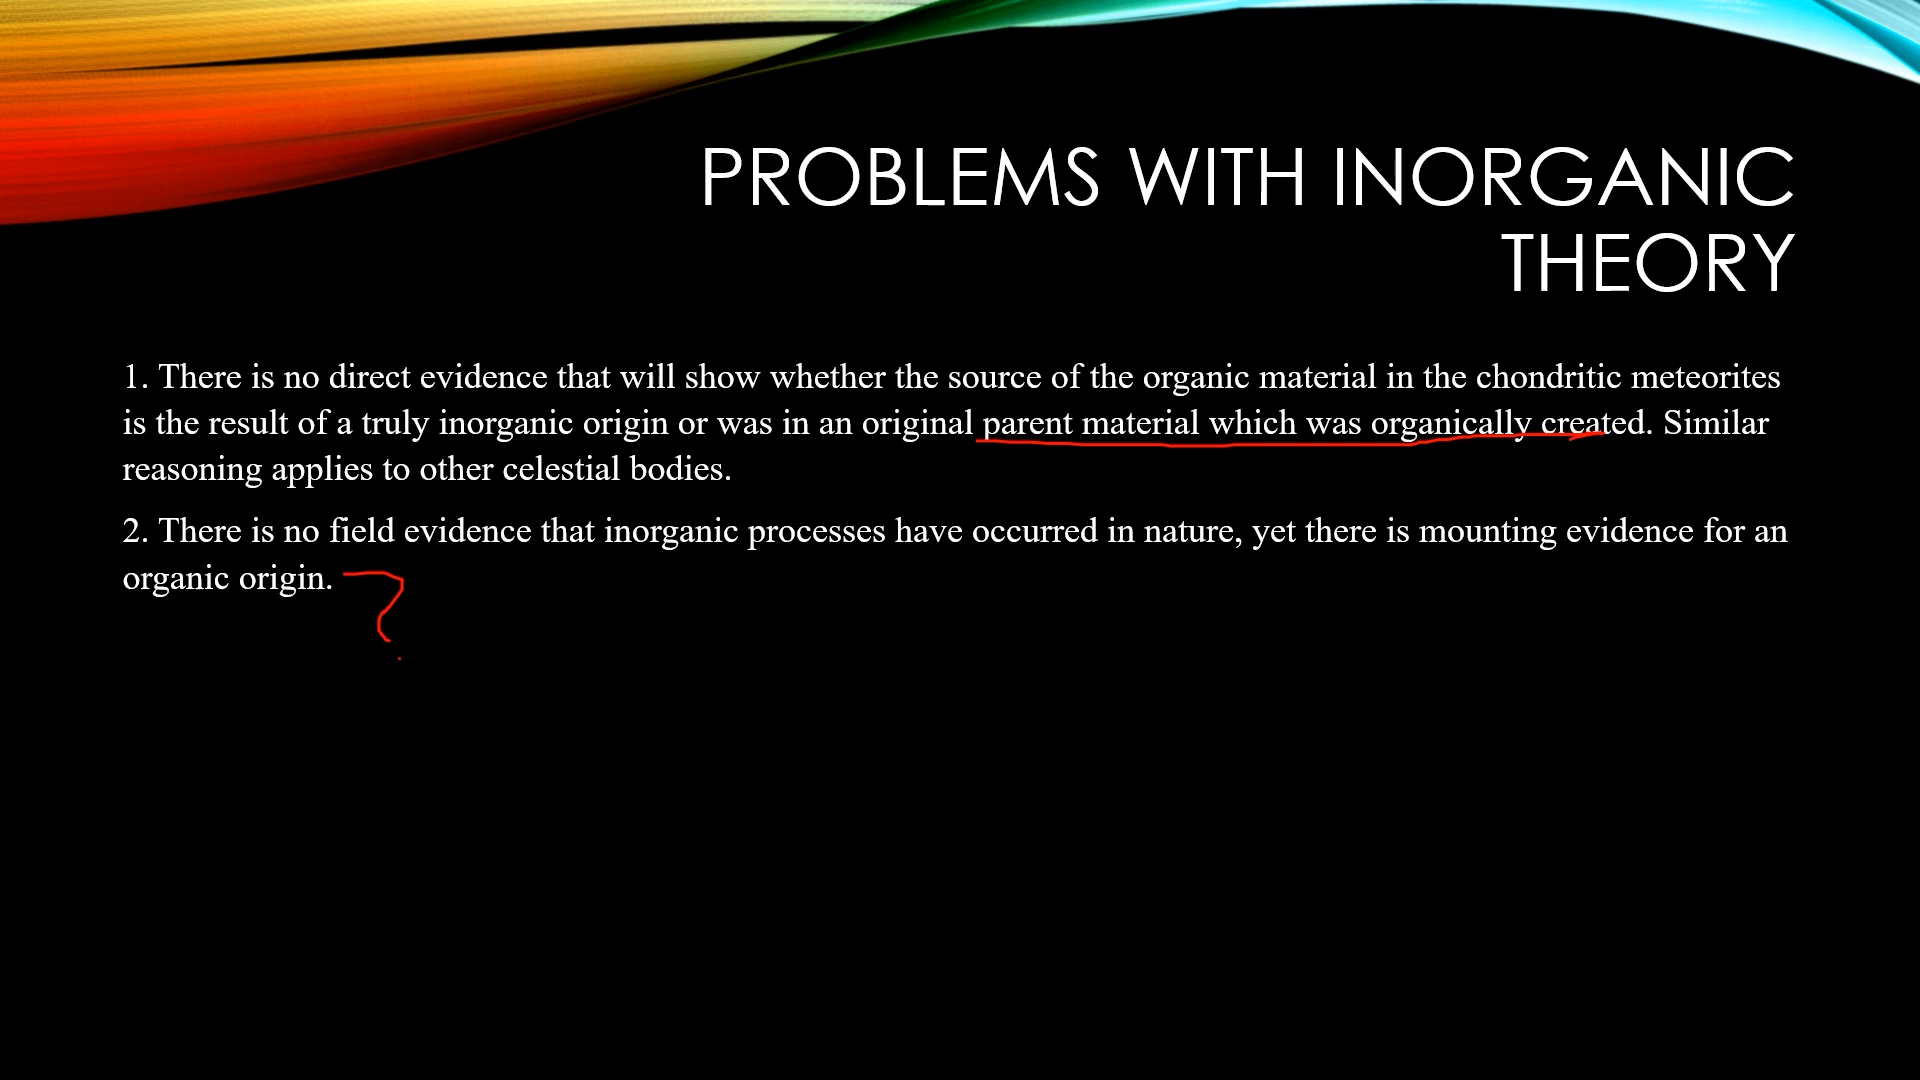 PROBLEMS WITH INORGANIC
THEORY
1. There is no direct evidence that will show whether the source of the organic material in the chondritic meteorites
is the result of a truly inorganic origin or was in an original parent material which was organically created. Similar
reasoning applies to other celestial bodies.
2. There is no field evidence that inorganic processes have occurred in nature, yet there is mounting evidence for an
organic origin. ?